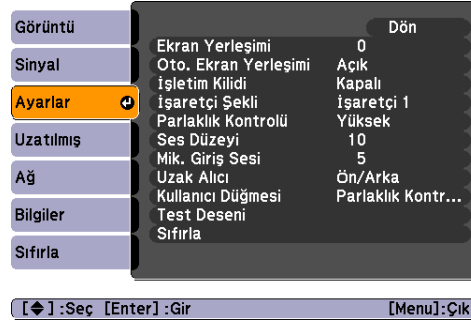 Görüntü
Sinyal
Ayarlar
Uzatılmış
Ağ
Bilgiler
Sıfırla
Dön
Ekran Yerleşimi 0
Oto. Ekran Yerleşimi Açık
İşletim Kilidi Kapalı
İşaretçi Şekli İşaretçi 1
Parlaklık Kontrolü Yüksek
Ses Düzeyi 10
Mik. Giriş Sesi 5
Uzak Alıcı Ön/Arka
Kullanıcı Düğmesi Parlaklık Kontr...
Test Deseni
Sıfırla
[◆]:Seç [Enter]:Gir [Menu]:Çık